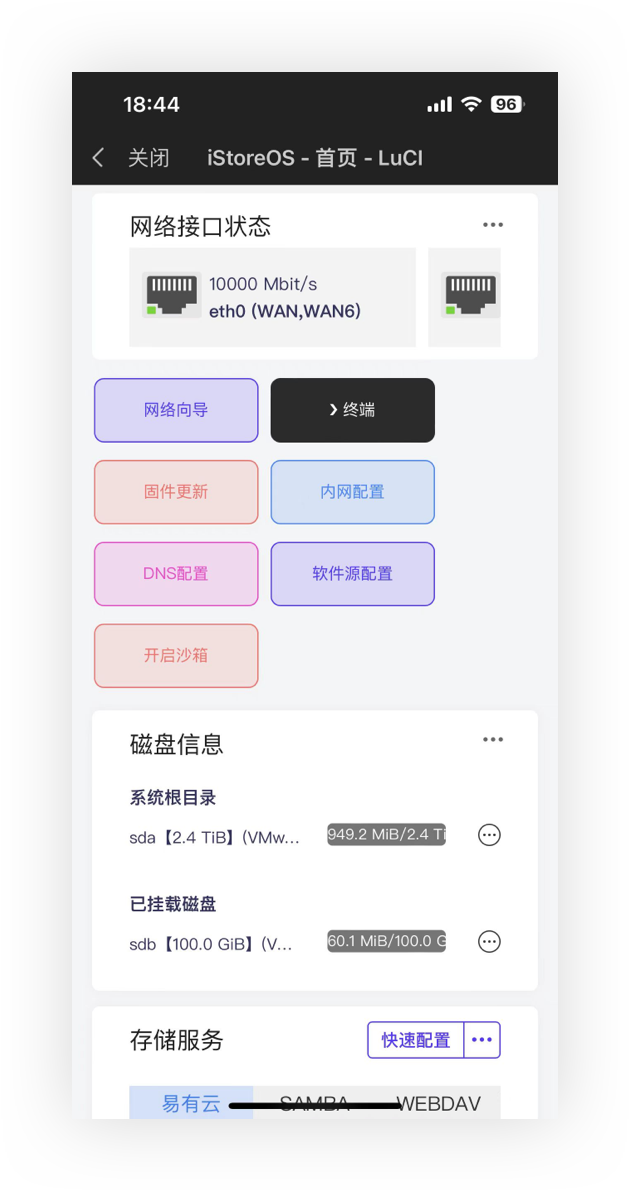 18:44
96
关闭 iStoreOS - 首页 - LuCI
网络接口状态
10000 Mbit/s
eth0 (WAN,WAN6)
网络向导
❯ 终端
固件更新
内网配置
DNS配置
软件源配置
开启沙箱
磁盘信息
系统根目录
sda【2.4 TiB】(VMw...
949.2 MiB/2.4 Ti
已挂载磁盘
sdb【100.0 GiB】(V...
60.1 MiB/100.0 G
存储服务
快速配置
易有云
SAMBA
WEBDAV